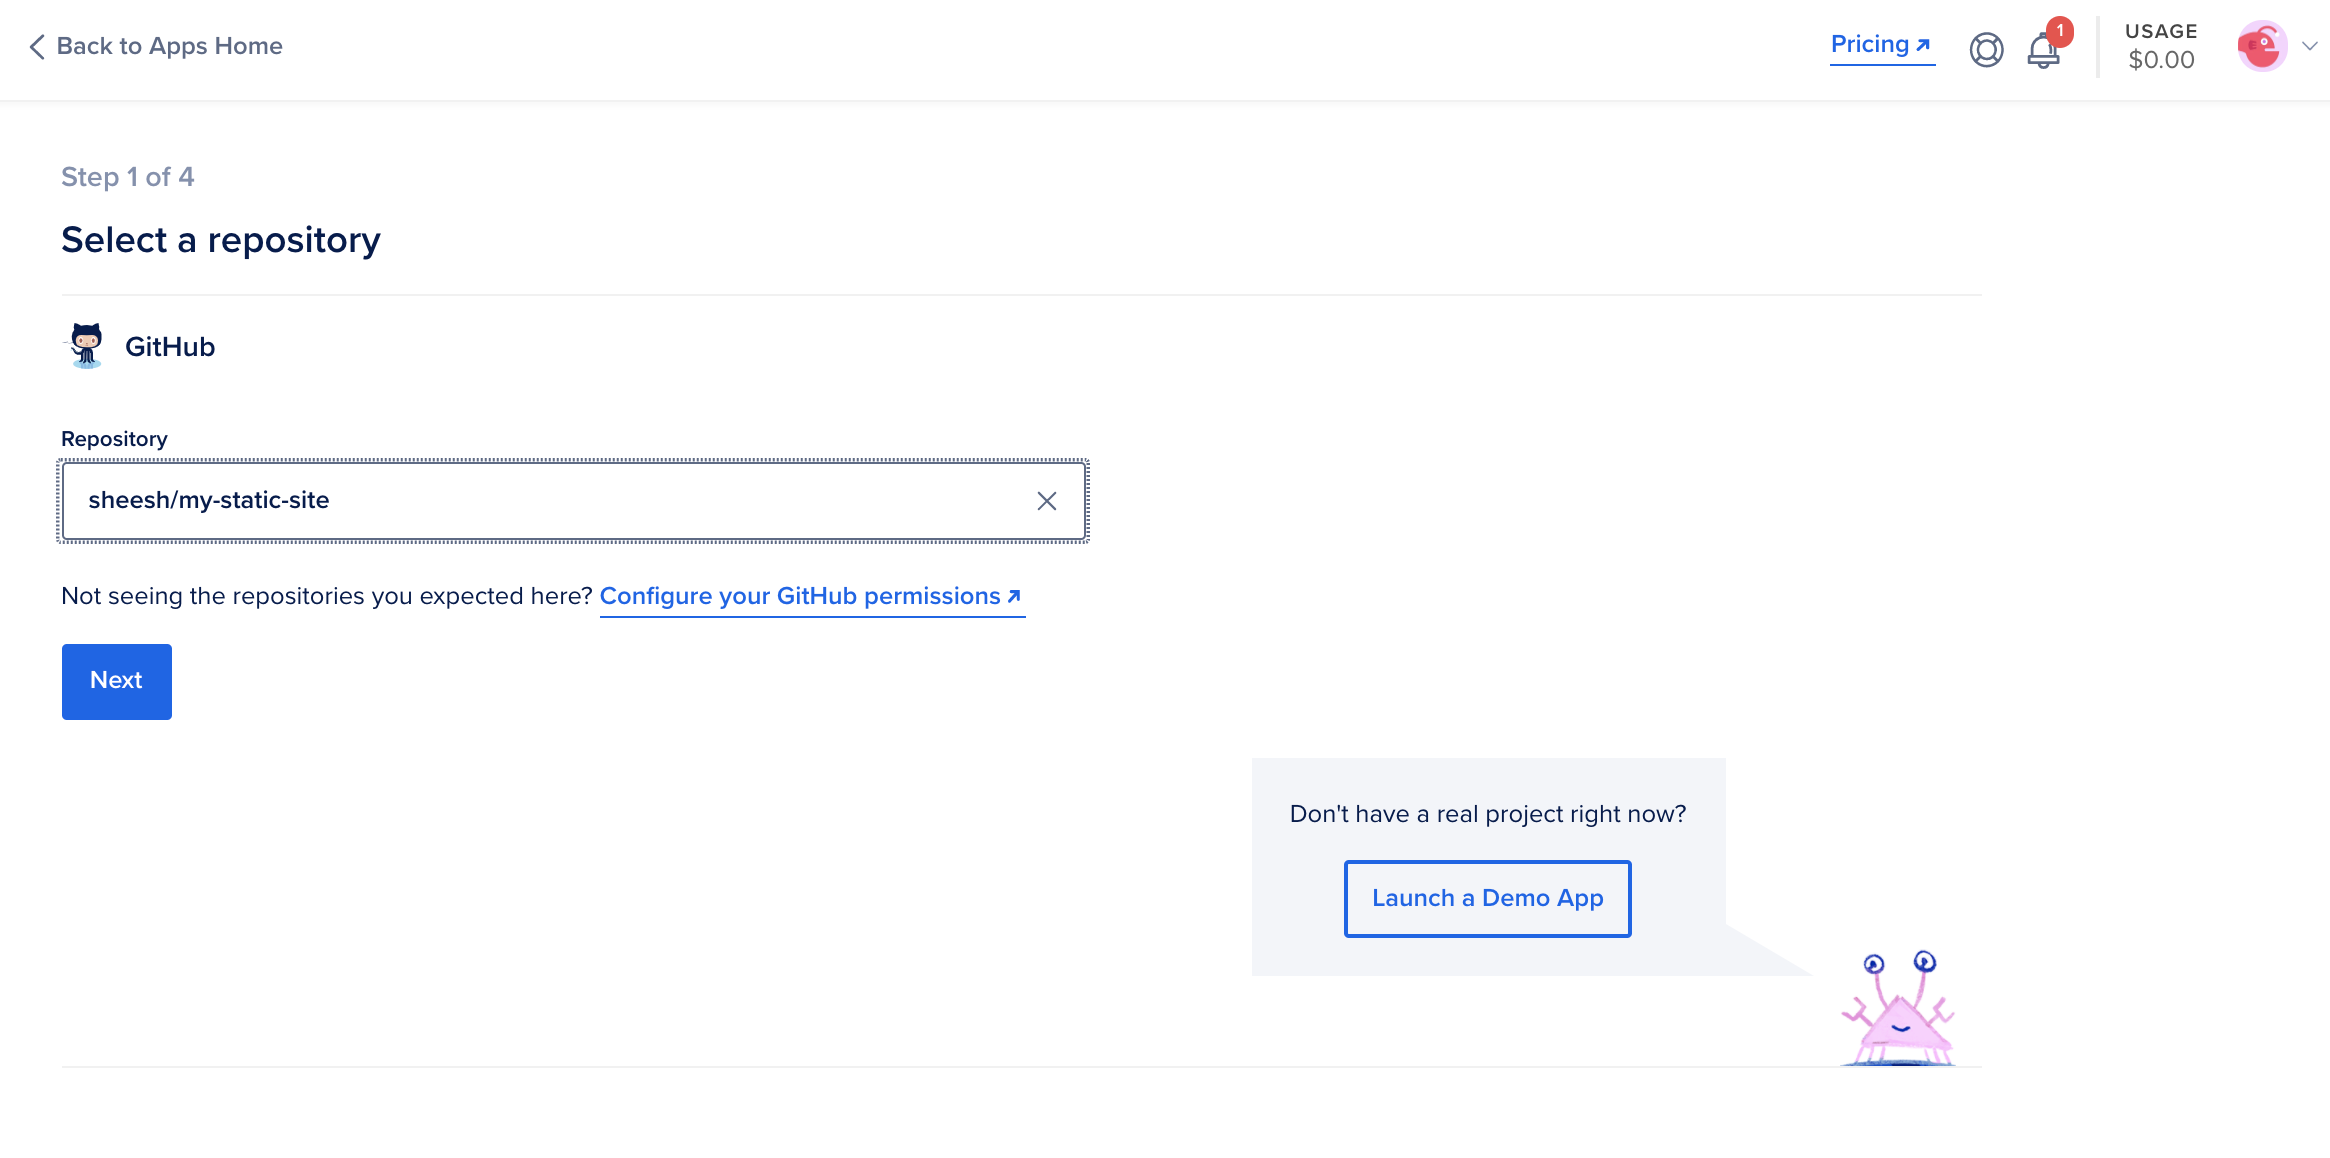 Back to Apps Home
Pricing
1
USAGE
$0.00
Step 1 of 4
Select a repository
GitHub
Repository
sheesh/my-static-site
Not seeing the repositories you expected here? Configure your GitHub permissions
Next
Don't have a real project right now?
Launch a Demo App